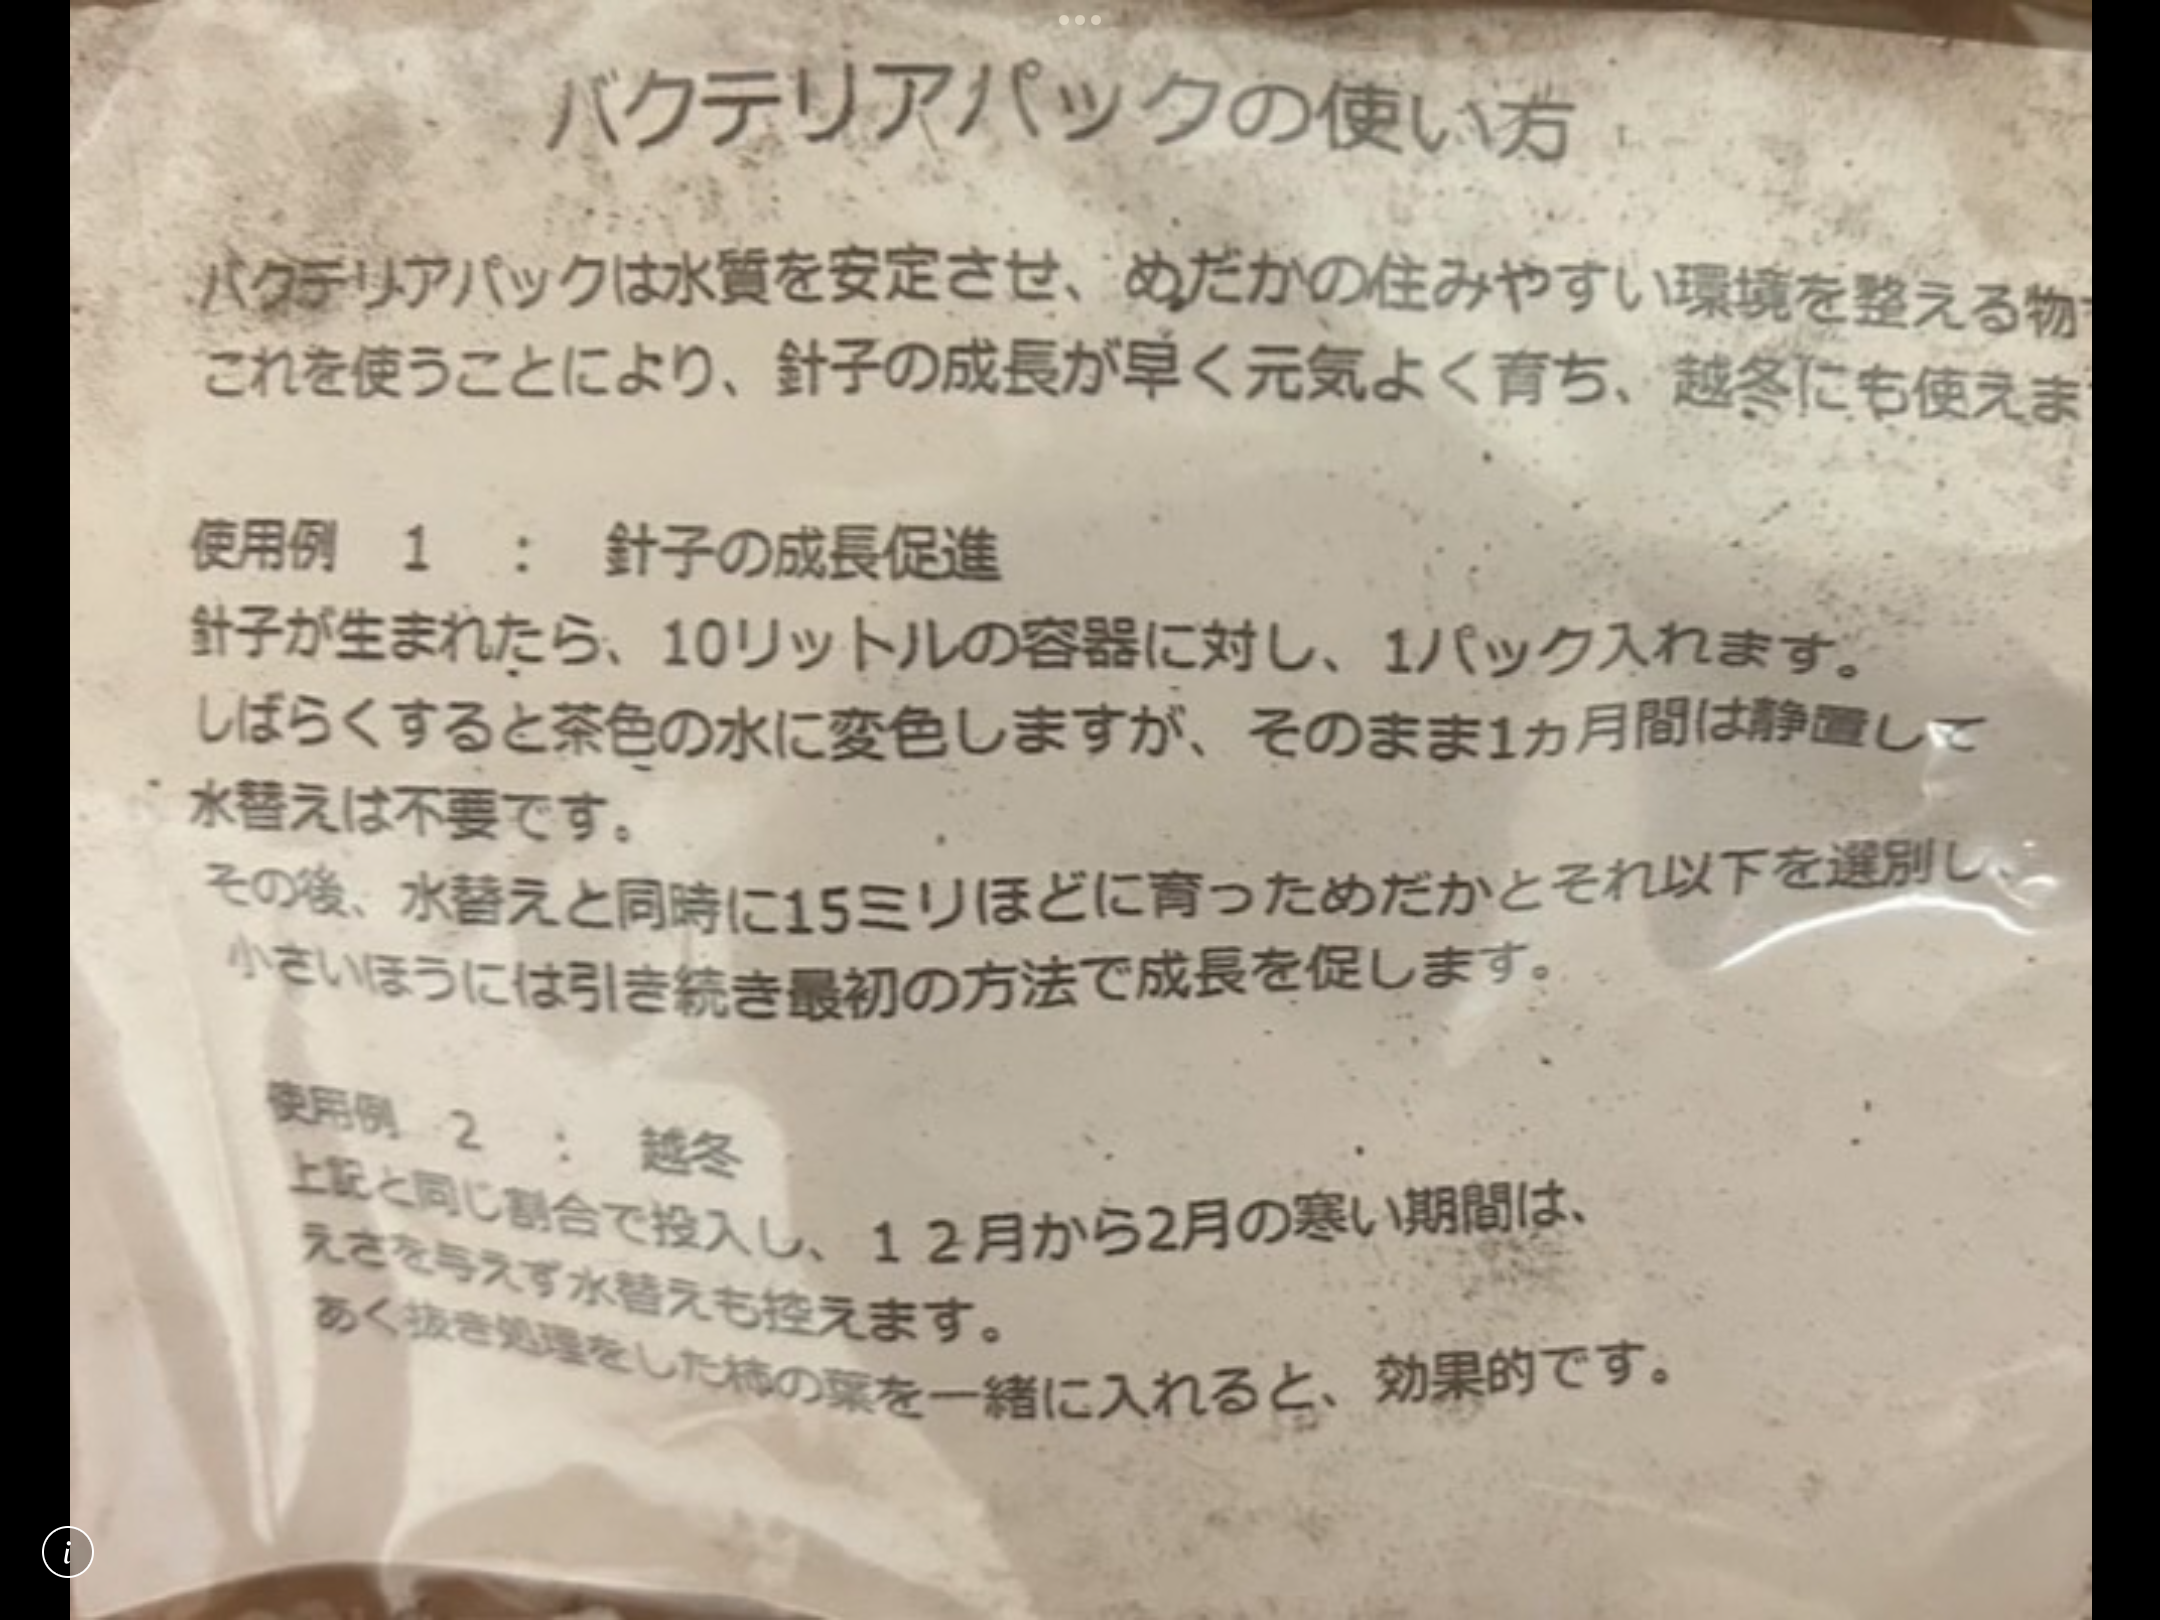 バクテリアパックの使い方
バクテリアパックは水質を安定させ、めだかの住みやすい環境を整える物
これを使うことにより、針子の成長が早く元気よく育ち、越冬にも使えま
使用例　1　：　針子の成長促進
針子が生まれたら、10リットルの容器に対し、1パック入れます。
しばらくすると茶色の水に変色しますが、そのまま1ヵ月間は静置して
水替えは不要です。
その後、水替えと同時に15ミリほどに育っためだかとそれ以下を選別し、
小さいほうには引き続き最初の方法で成長を促します。
使用例　2　：　越冬
上記と同じ割合で投入し、１２月から2月の寒い期間は、
えさを与えず水替えも控えます。
あく抜き処理をした柿の葉を一緒に入れると、効果的です。